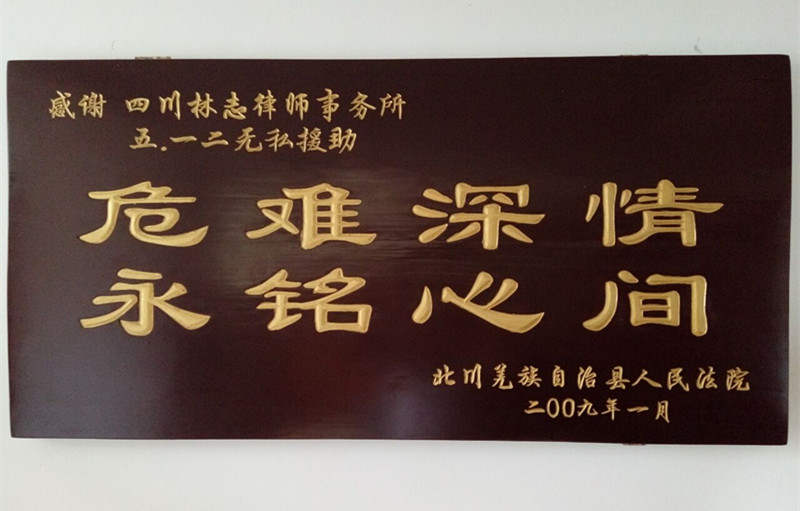 感谢 四川林志律师事务所
五.一二无私援助
危难深情
永铭心间
北川羌族自治县人民法院
二00九年一月